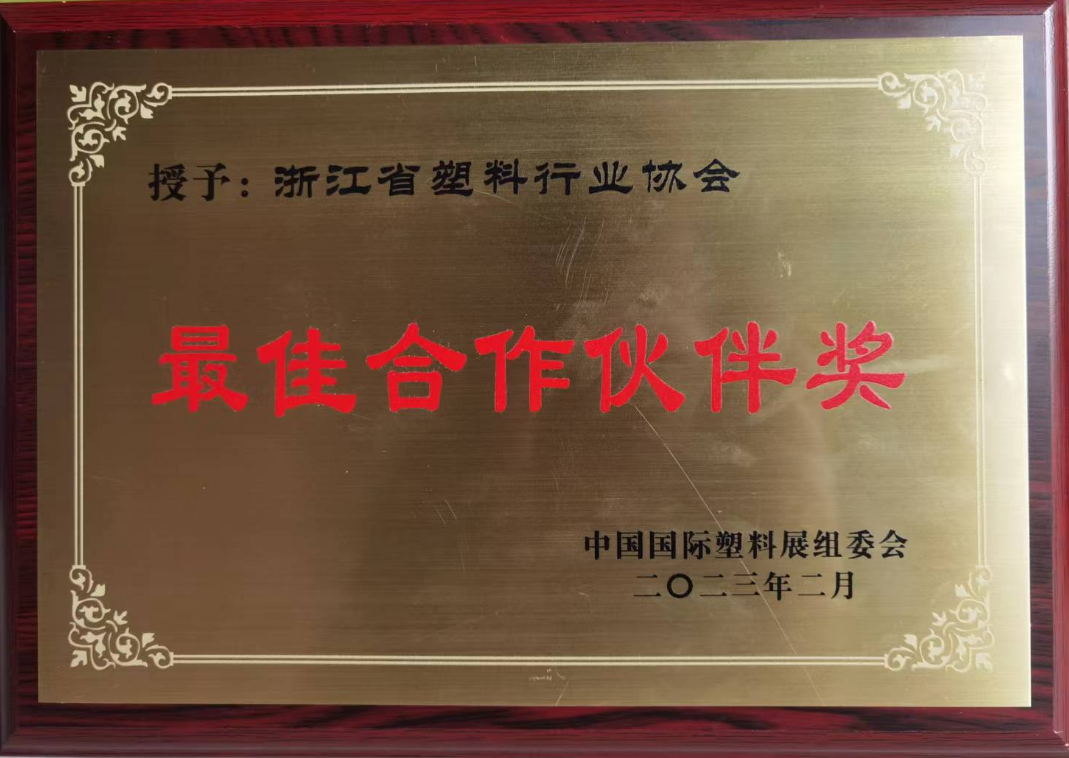 授予：浙江省塑料行业协会
最佳合作伙伴奖
中国国际塑料展组委会
二〇二三年二月